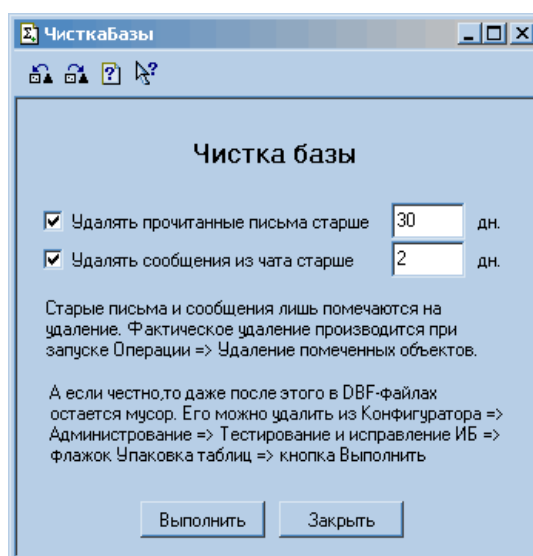 ЧисткаБазы
Чистка базы
Удалять прочитанные письма старше 30 дн.
Удалять сообщения из чата старше 2 дн.
Старые письма и сообщения лишь помечаются на
удаление. Фактическое удаление производится при
запуске Операции => Удаление помеченных объектов.
А если честно,то даже после этого в DBF-файлах
остается мусор. Его можно удалить из Конфигуратора =>
Администрование => Тестирование и исправление ИБ =>
флажок Упаковка таблиц => кнопка Выполнить
Выполнить Закрыть